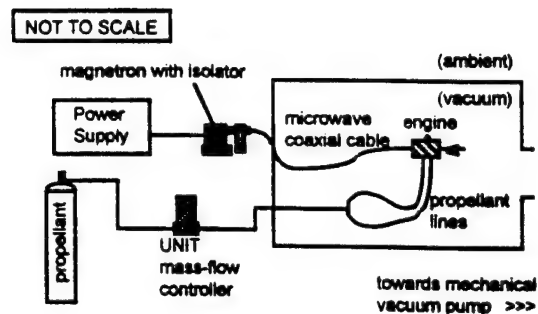 NOT TO SCALE
magnetron with isolator
(ambient)
(vacuum)
Power
Supply
microwave
coaxial cable
engine
propellant
UNIT
mass-flow
controller
propellant
lines
towards mechanical
vacuum pump >>>